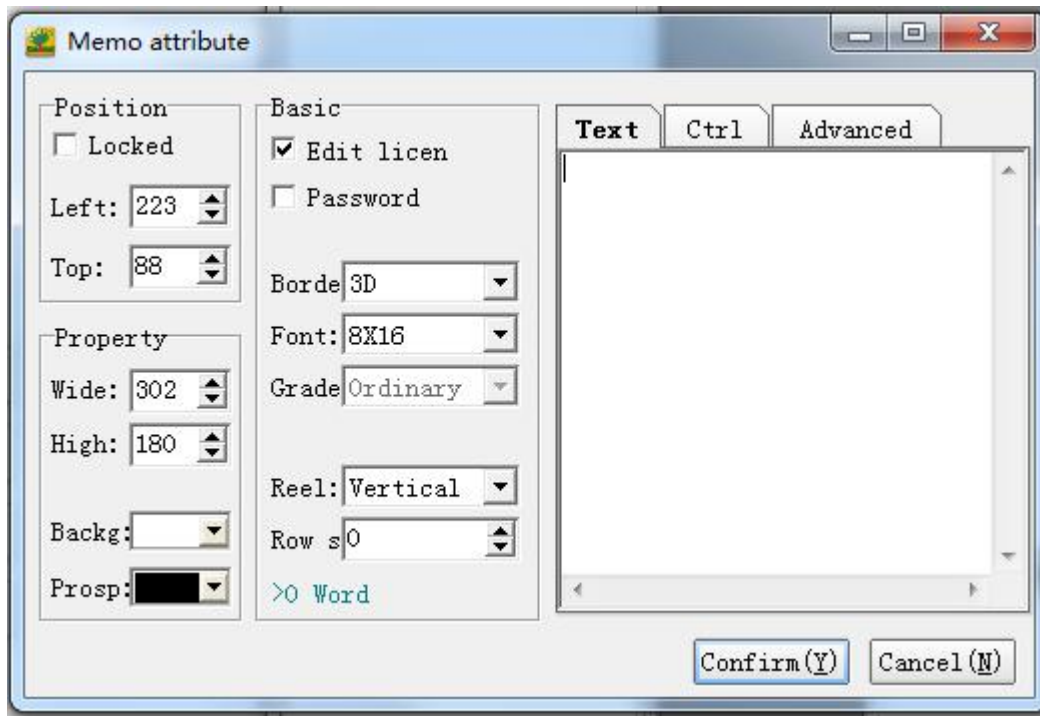 Memo attribute
Position
Locked
Left: 223
Top: 88
Property
Wide: 302
High: 180
Backg:
Prosp:
Basic
Edit licen
Password
Borde 3D
Font: 8X16
Grade Ordinary
Reel: Vertical
Row s 0
>0 Word
Text Ctrl Advanced
Confirm(Y) Cancel(N)